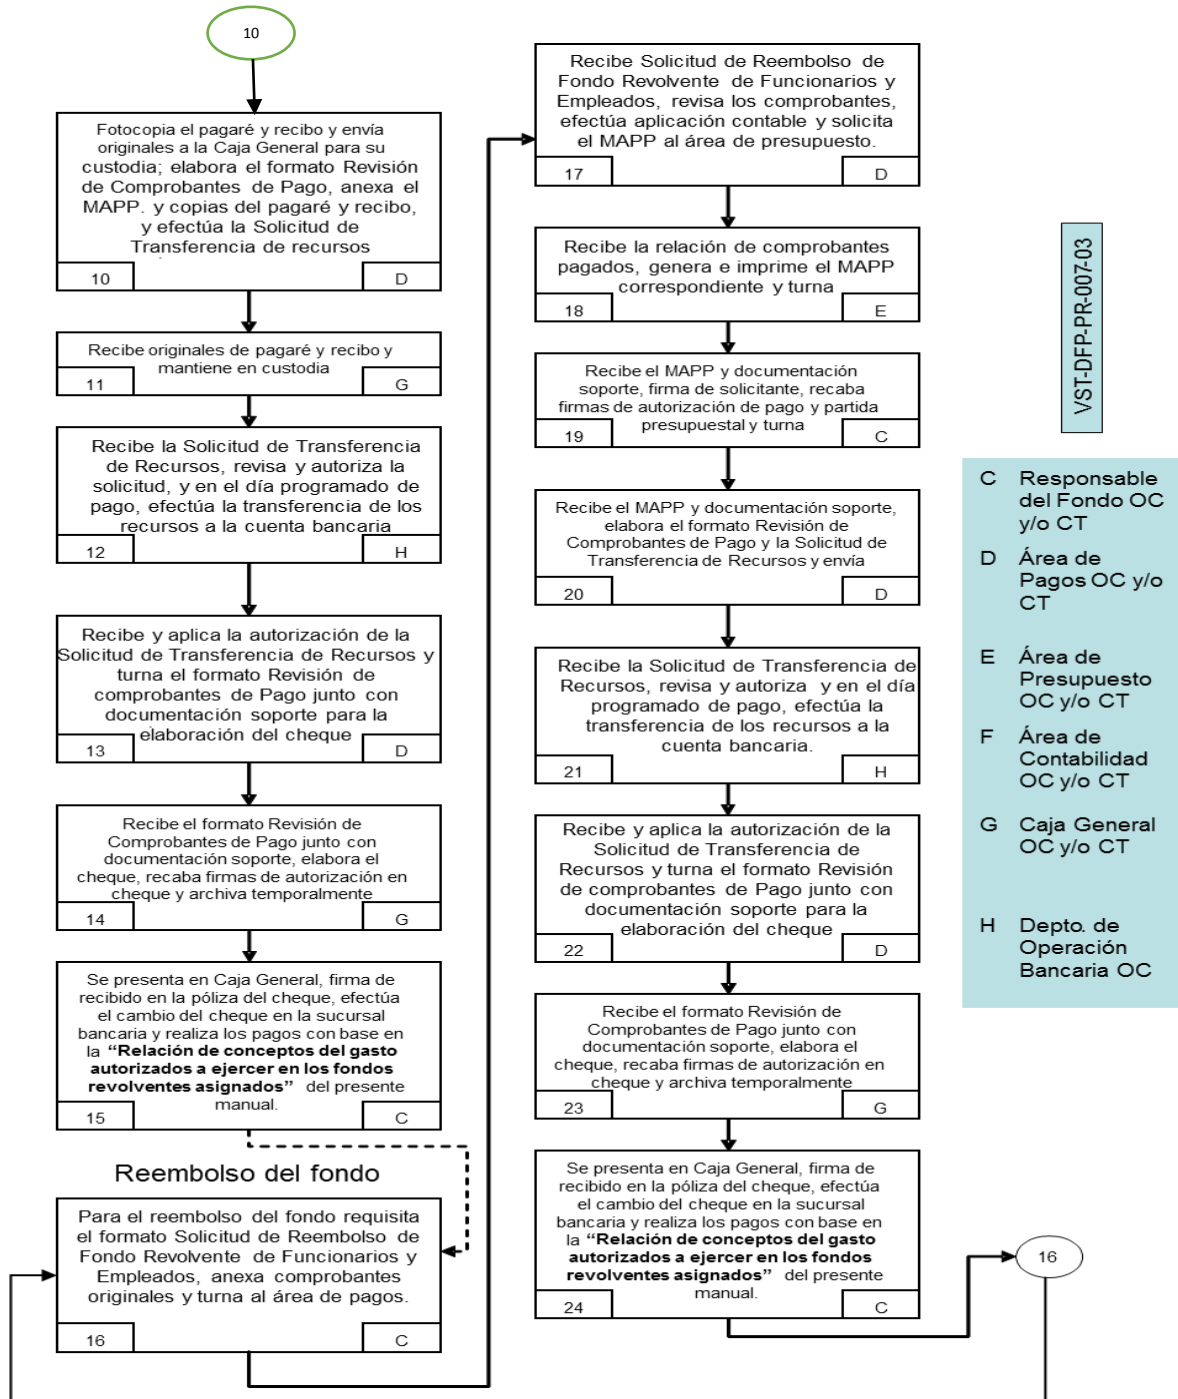 10
Fotocopia el pagaré y recibo y envía
originales a la Caja General para su
custodia; elabora el formato Revisión
de Comprobantes de Pago, anexa el
MAPP. y copias del pagaré y recibo,
y efectúa la Solicitud de
Transferencia de recursos
10
D
Recibe originales de pagaré y recibo y
mantiene en custodia
11
G
Recibe la Solicitud de Transferencia
de Recursos, revisa y autoriza la
solicitud, y en el día programado de
pago, efectúa la transferencia de los
recursos a la cuenta bancaria
12
H
Recibe y aplica la autorización de la
Solicitud de Transferencia de Recursos y
turna el formato Revisión de
comprobantes de Pago junto con
documentación soporte para la
elaboración del cheque
13
D
Recibe el formato Revisión de
Comprobantes de Pago junto con
documentación soporte, elabora el
cheque, recaba firmas de autorización en
cheque y archiva temporalmente
14
G
Se presenta en Caja General, firma de
recibido en la póliza del cheque, efectúa
el cambio del cheque en la sucursal
bancaria y realiza los pagos con base en
la “Relación de conceptos del gasto
autorizados a ejercer en los fondos
revolventes asignados” del presente
manual.
15
C
Reembolso del fondo
Para el reembolso del fondo requisita
el formato Solicitud de Reembolso de
Fondo Revolvente de Funcionarios y
Empleados, anexa comprobantes
originales y turna al área de pagos.
16
C
Recibe Solicitud de Reembolso de
Fondo Revolvente de Funcionarios y
Empleados, revisa los comprobantes,
efectúa aplicación contable y solicita
el MAPP al área de presupuesto.
17
D
Recibe la relación de comprobantes
pagados, genera e imprime el MAPP
correspondiente y turna
18
E
Recibe el MAPP y documentación
soporte, firma de solicitante, recaba
firmas de autorización de pago y partida
presupuestal y turna
19
C
Recibe el MAPP y documentación soporte,
elabora el formato Revisión de
Comprobantes de Pago y la Solicitud de
Transferencia de Recursos y envía
20
D
Recibe la Solicitud de Transferencia de
Recursos, revisa y autoriza y en el día
programado de pago, efectúa la
transferencia de los recursos a la
cuenta bancaria.
21
H
Recibe y aplica la autorización de la
Solicitud de Transferencia de
Recursos y turna el formato Revisión
de comprobantes de Pago junto con
documentación soporte para la
elaboración del cheque
22
D
Recibe el formato Revisión de
Comprobantes de Pago junto con
documentación soporte, elabora el
cheque, recaba firmas de autorización en
cheque y archiva temporalmente
23
G
Se presenta en Caja General, firma de
recibido en la póliza del cheque, efectúa
el cambio del cheque en la sucursal
bancaria y realiza los pagos con base en
la “Relación de conceptos del gasto
autorizados a ejercer en los fondos
revolventes asignados” del presente
manual.
24
C
16
VST-DFP-PR-007-03
C Responsable
del Fondo OC
y/o CT
D Área de
Pagos OC y/o
CT
E Área de
Presupuesto
OC y/o CT
F Área de
Contabilidad
OC y/o CT
G Caja General
OC y/o CT
H Depto. de
Operación
Bancaria OC